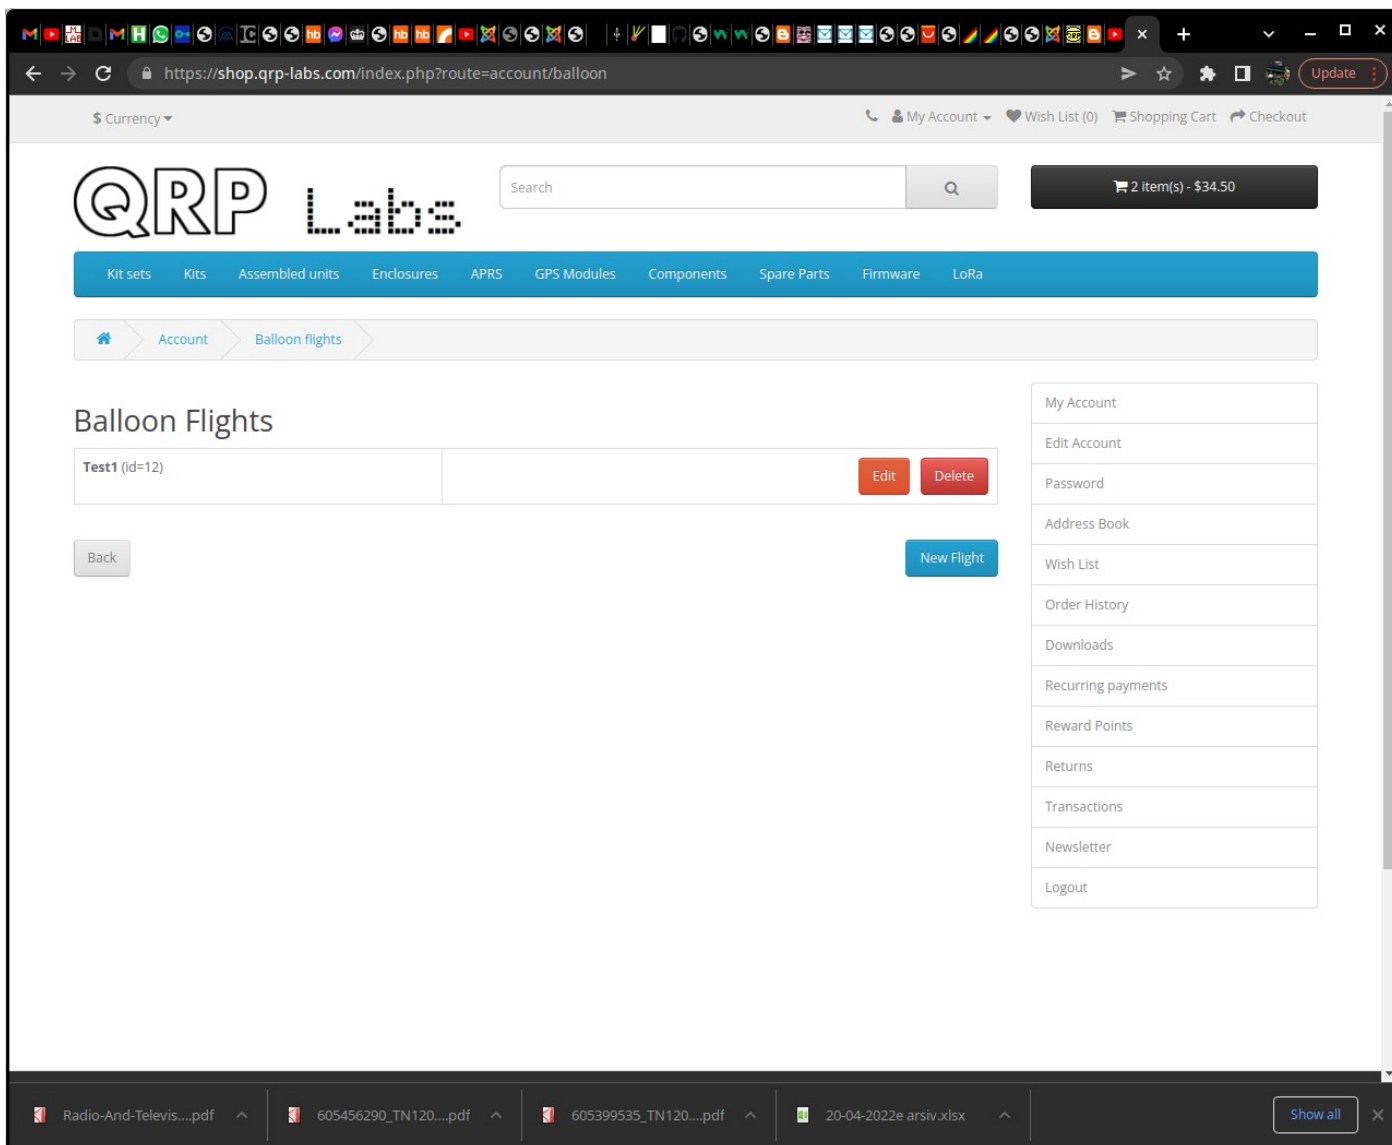 https://shop.qrp-labs.com/index.php?route=account/balloon
Update
$ Currency
My Account
Wish List (0)
Shopping Cart
Checkout
QRP Labs
Search
2 item(s) - $34.50
Kit sets
Kits
Assembled units
Enclosures
APRS
GPS Modules
Components
Spare Parts
Firmware
LoRa
Account
Balloon flights
Balloon Flights
Test1 (id=12)
Edit
Delete
Back
New Flight
My Account
Edit Account
Password
Address Book
Wish List
Order History
Downloads
Recurring payments
Reward Points
Returns
Transactions
Newsletter
Logout
Radio-And-Televis....pdf
605456290_TN120....pdf
605399535_TN120....pdf
20-04-2022e arsiv.xlsx
Show all